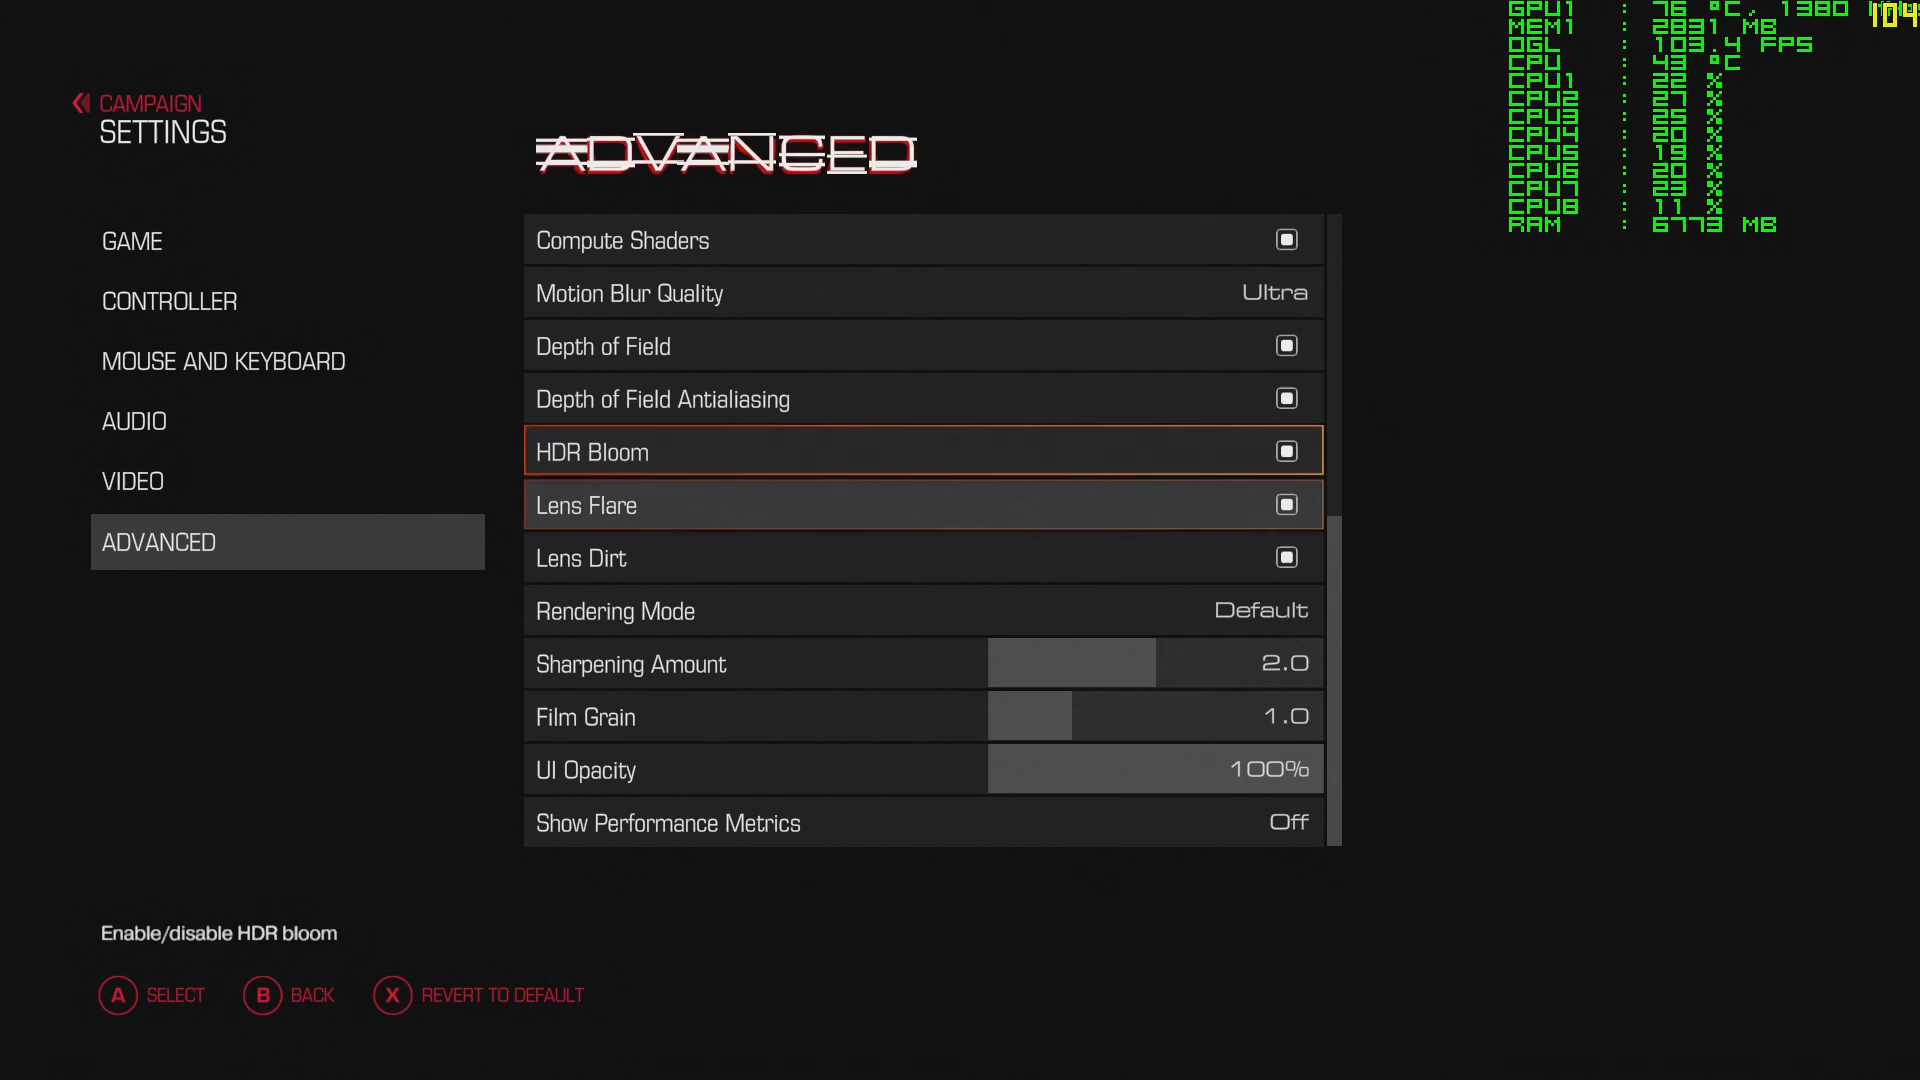 CAMPAIGN
SETTINGS
GAME
CONTROLLER
MOUSE AND KEYBOARD
AUDIO
VIDEO
ADVANCED
ADVANCED
Compute Shaders
Motion Blur Quality Ultra
Depth of Field
Depth of Field Antialiasing
HDR Bloom
Lens Flare
Lens Dirt
Rendering Mode Default
Sharpening Amount 2.0
Film Grain 1.0
UI Opacity 100%
Show Performance Metrics Off
Enable/disable HDR bloom
A SELECT B BACK X REVERT TO DEFAULT
GPU1 : 76 °C, 1380
104
MEM1 : 2831 MB
OGL : 103.4 FPS
CPU : 43 °C
CPU1 : 22 %
CPU2 : 27 %
CPU3 : 25 %
CPU4 : 20 %
CPU5 : 19 %
CPU6 : 20 %
CPU7 : 23 %
CPU8 : 11 %
RAM : 6773 MB